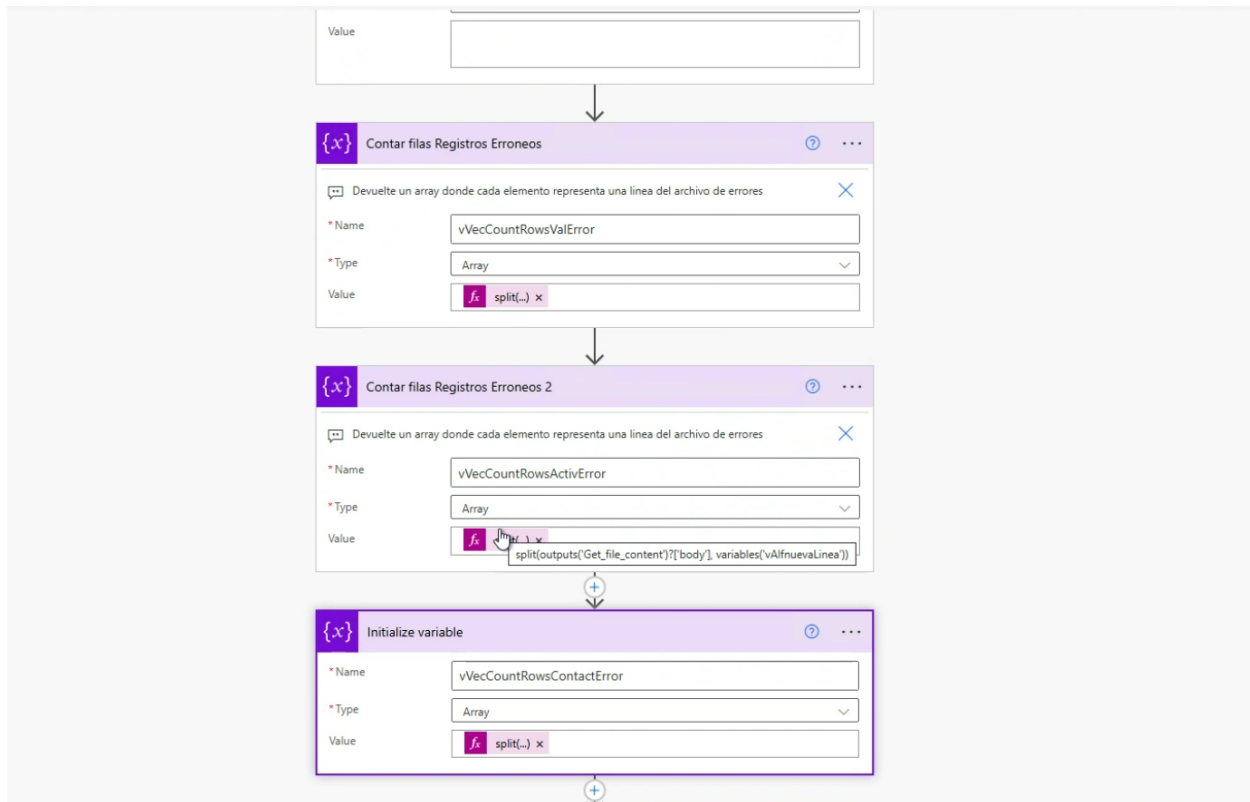 Value
{x} Contar filas Registros Erroneos
Devuelte un array donde cada elemento representa una linea del archivo de errores
* Name vVecCountRowsValError
* Type Array
Value fx split(...) ×
{x} Contar filas Registros Erroneos 2
Devuelte un array donde cada elemento representa una linea del archivo de errores
* Name vVecCountRowsActivError
* Type Array
Value fx
split(outputs('Get_file_content')?['body'], variables('vAlfnuevaLinea'))
{x} Initialize variable
* Name vVecCountRowsContactError
* Type Array
Value fx split(...) ×